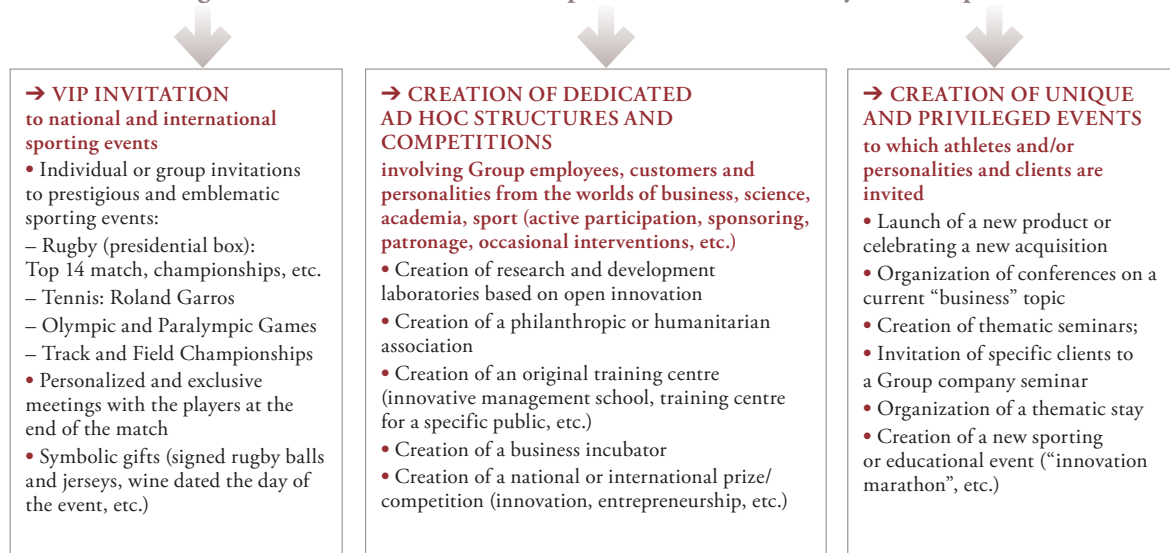 ➔ VIP INVITATION
to national and international
sporting events
• Individual or group invitations
to prestigious and emblematic
sporting events:
– Rugby (presidential box):
Top 14 match, championships, etc.
– Tennis: Roland Garros
– Olympic and Paralympic Games
– Track and Field Championships
• Personalized and exclusive
meetings with the players at the
end of the match
• Symbolic gifts (signed rugby balls
and jerseys, wine dated the day of
the event, etc.)
➔ CREATION OF DEDICATED
AD HOC STRUCTURES AND
COMPETITIONS
involving Group employees, customers and
personalities from the worlds of business, science,
academia, sport (active participation, sponsoring,
patronage, occasional interventions, etc.)
• Creation of research and development
laboratories based on open innovation
• Creation of a philanthropic or humanitarian
association
• Creation of an original training centre
(innovative management school, training centre
for a specific public, etc.)
• Creation of a business incubator
• Creation of a national or international prize/
competition (innovation, entrepreneurship, etc.)
➔ CREATION OF UNIQUE
AND PRIVILEGED EVENTS
to which athletes and/or
personalities and clients are
invited
• Launch of a new product or
celebrating a new acquisition
• Organization of conferences on a
current “business” topic
• Creation of thematic seminars;
• Invitation of specific clients to
a Group company seminar
• Organization of a thematic stay
• Creation of a new sporting
or educational event (“innovation
marathon”, etc.)